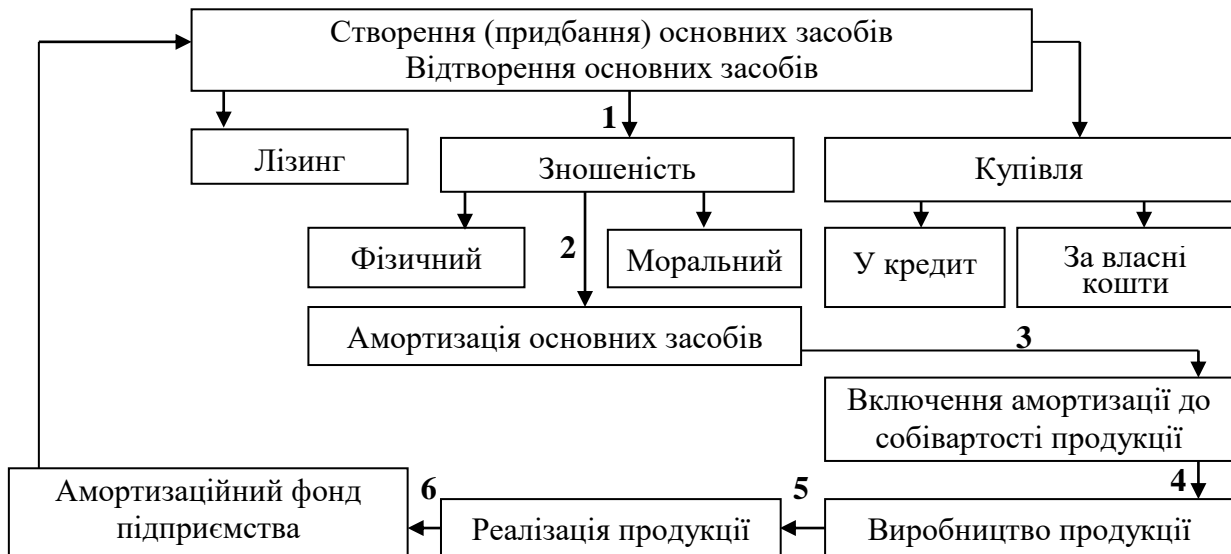 Створення (придбання) основних засобів
Відтворення основних засобів
1
Лізинг
Зношеність
Купівля
Фізичний
2
Моральний
У кредит
За власні
кошти
Амортизація основних засобів
3
Включення амортизації до
собівартості продукції
4
Амортизаційний фонд
підприємства
6
Реалізація продукції
5
Виробництво продукції